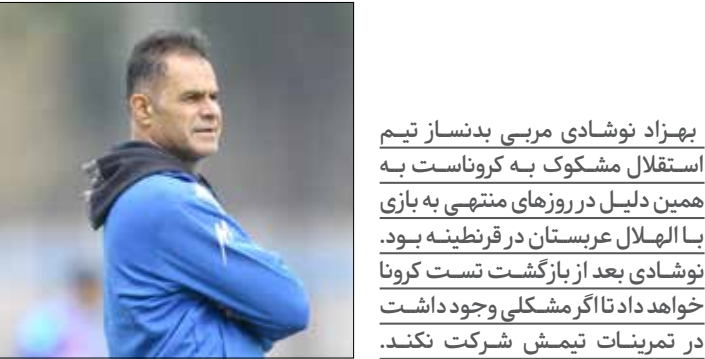 بهزاد نوشادی مربی بدنساز تیم
استقلال مشکوک به کروناست به
همین دلیل در روزهای منتهی به بازی
با الهلال عربستان در قرنطینه بود.
نوشادی بعد از بازگشت تست کرونا
خواهد داد تا اگر مشکلی وجود داشت
در تمرینات تیمش شرکت نکند.